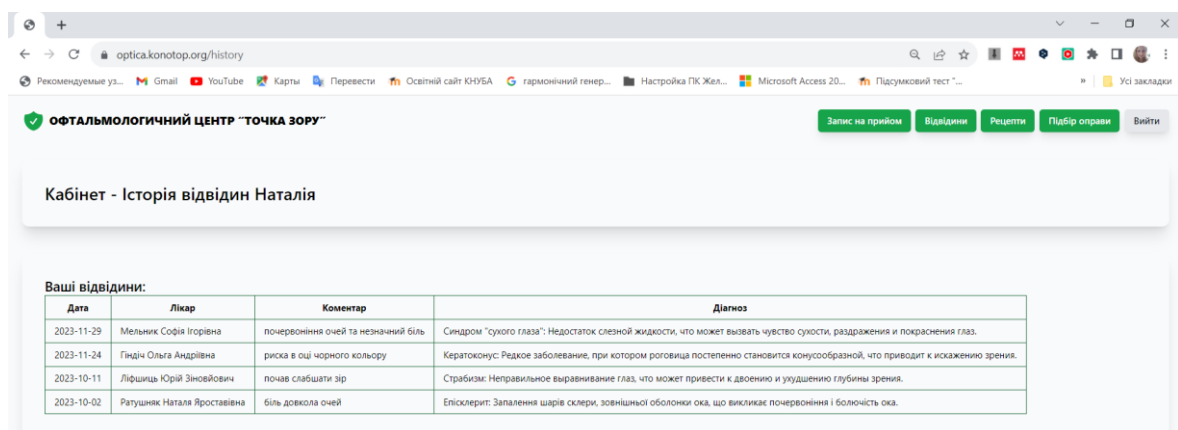 optica.konotop.org/history
Рекомендуемые уз... Gmail YouTube Карты Перевести Освітній сайт КНУБА гармонічний генер... Настройка ПК Жел... Microsoft Access 20... Підсумковий тест "... » Усі закладки
ОФТАЛЬМОЛОГИЧНИЙ ЦЕНТР "ТОЧКА ЗОРУ" Запис на прийом Відвідини Рецепти Підбір оправи Вийти
Кабінет - Історія відвідин Наталія
Ваші відвідини:
Дата Лікар Коментар Діагноз
2023-11-29 Мельник Софія Ігорівна почервоніння очей та незначний біль Синдром "сухого глаза": Недостаток слезной жидкости, что может вызвать чувство сухости, раздражения и покраснения глаз.
2023-11-24 Гіндіч Ольга Андріївна риска в оці чорного кольору Кератоконус: Редкое заболевание, при котором роговица постепенно становится конусообразной, что приводит к искажению зрения.
2023-10-11 Ліфшиць Юрій Зіновійович почав слабшати зір Страбизм: Неправильное выравнивание глаз, что может привести к двоению и ухудшению глубины зрения.
2023-10-02 Ратушняк Наталя Яроставівна біль довкола очей Епісклерит: Запалення шарів склери, зовнішньої оболонки ока, що викликає почервоніння і болючість ока.